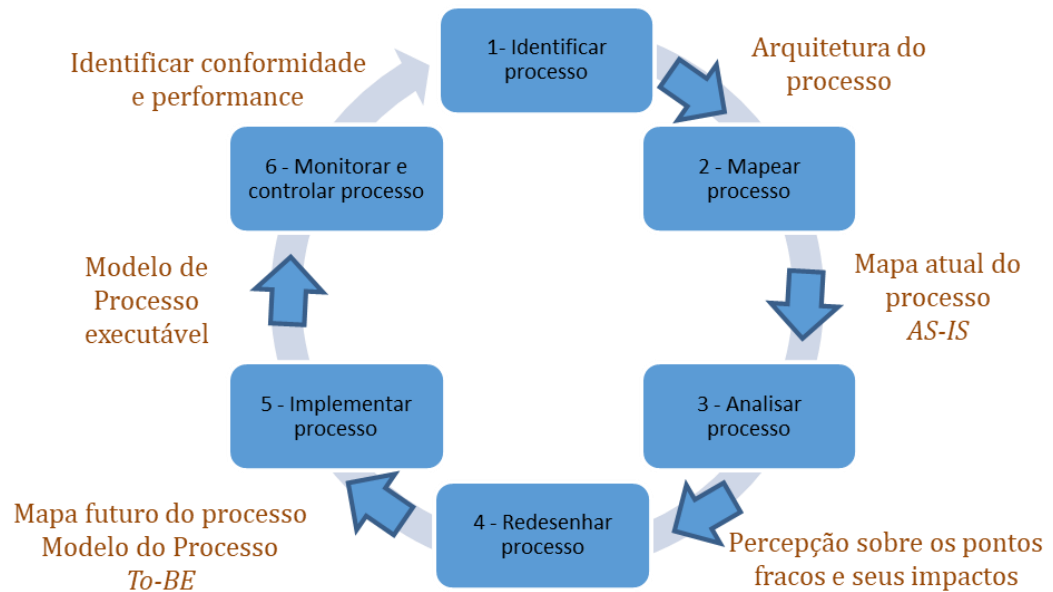 1- Identificar
processo
Arquitetura do
processo
2 - Mapear
processo
Mapa atual do
processo
AS-IS
3 - Analisar
processo
Percepção sobre os pontos
fracos e seus impactos
4 - Redesenhar
processo
Mapa futuro do processo
Modelo do Processo
To-BE
5 - Implementar
processo
Modelo de
Processo
executável
6 - Monitorar e
controlar processo
Identificar conformidade
e performance